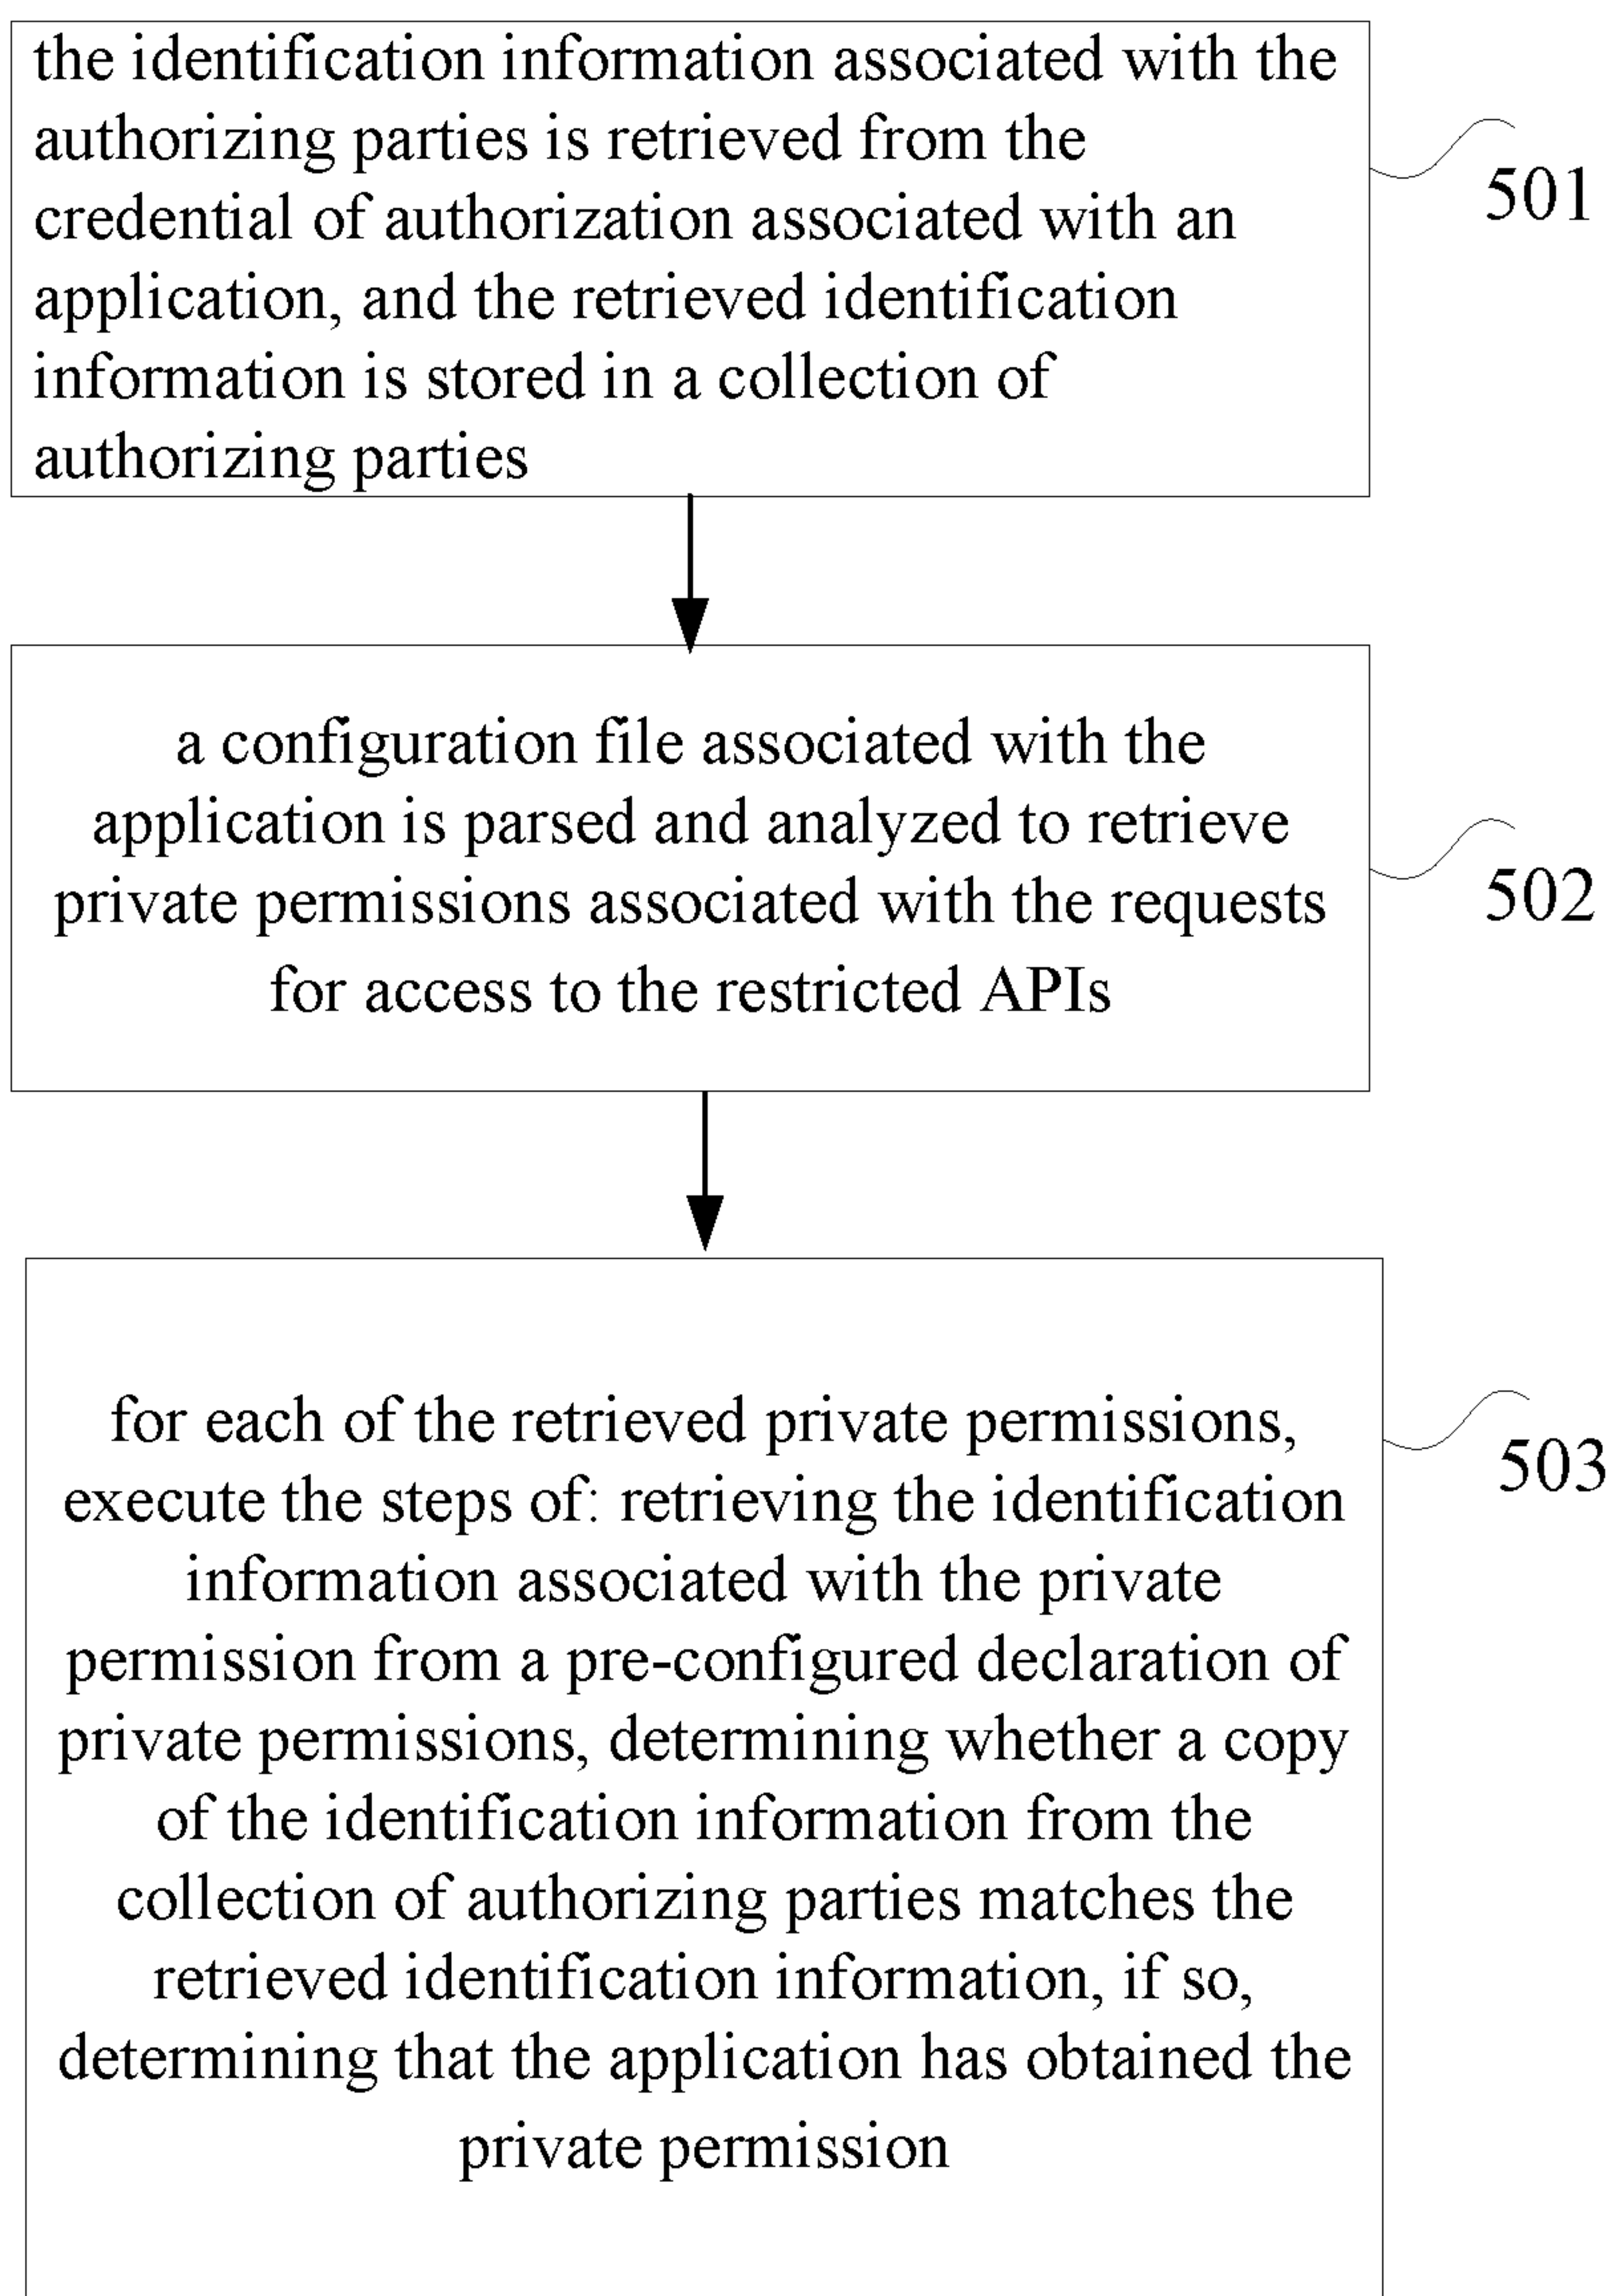 the identification information associated with the
authorizing parties is retrieved from the
credential of authorization associated with an
application, and the retrieved identification
information is stored in a collection of
authorizing parties
501
a configuration file associated with the
application is parsed and analyzed to retrieve
private permissions associated with the requests
for access to the restricted APIs
502
for each of the retrieved private permissions,
execute the steps of: retrieving the identification
information associated with the private
permission from a pre-configured declaration of
private permissions, determining whether a copy
of the identification information from the
collection of authorizing parties matches the
retrieved identification information, if so,
determining that the application has obtained the
private permission
503